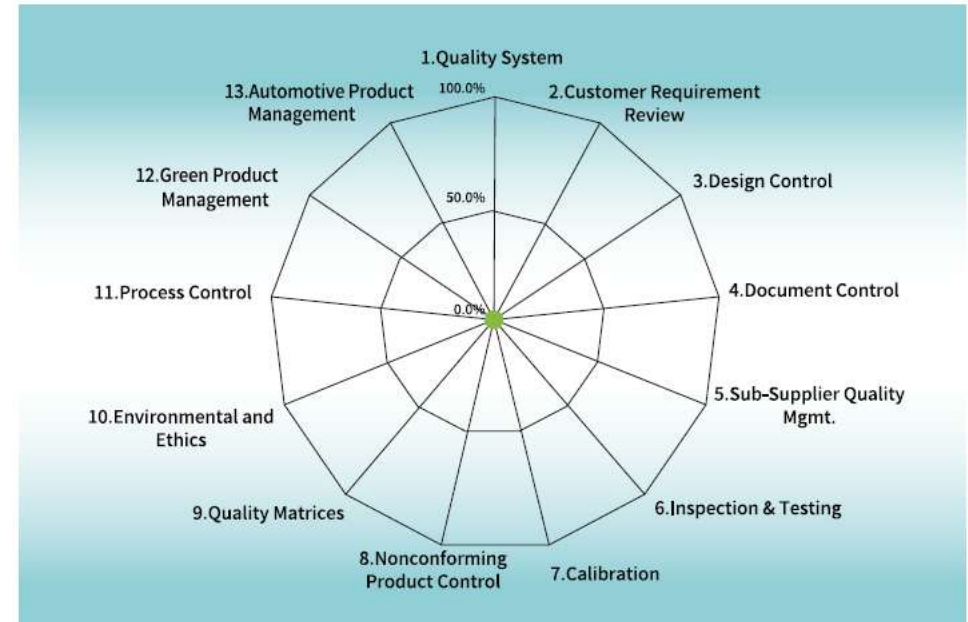 1.Quality System
100.0%
2.Customer Requirement
Review
3.Design Control
4.Document Control
5.Sub-Supplier Quality
Mgmt.
6.Inspection & Testing
7.Calibration
8.Nonconforming
Product Control
9.Quality Matrices
10.Environmental and
Ethics
11.Process Control
12.Green Product
Management
13.Automotive Product
Management
50.0%
0.0%